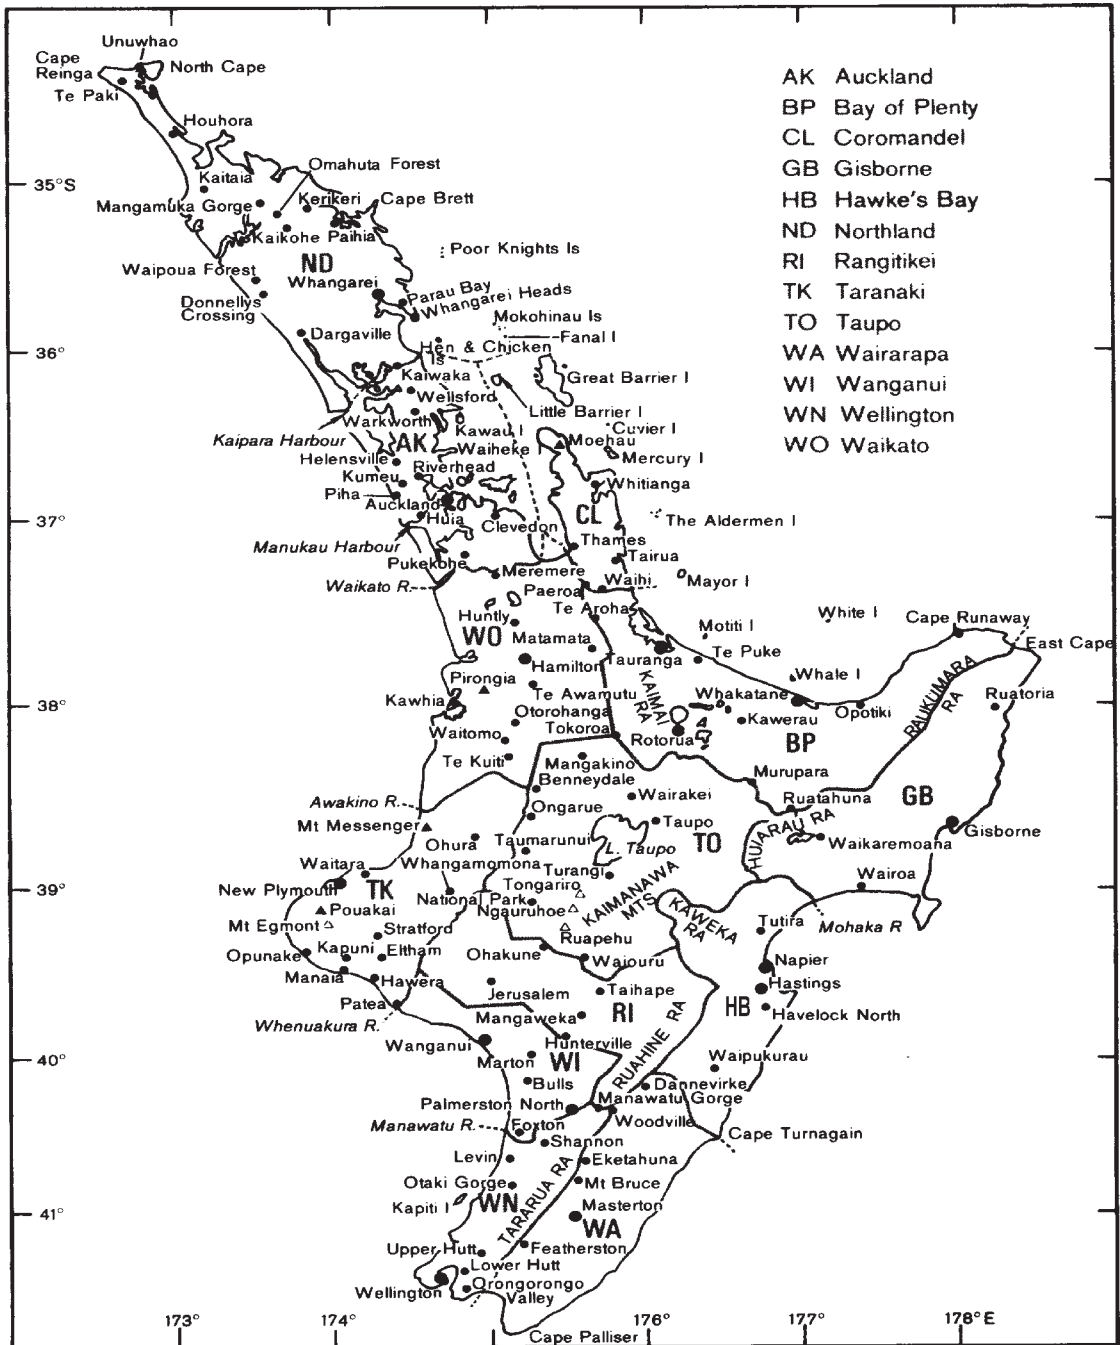 Unuwhao
Cape
Reinga
North Cape
Te Paki
Houhora
Omahuta Forest
35°S
Kaitaia
Mangamuka Gorge
Kerikeri
Cape Brett
Kaikohe
Paihia
ND
Poor Knights Is
Waipoua Forest
Whangarei
Donnellys
Crossing
Parau Bay
Whangarei Heads
Mokohinau Is
Dargaville
Fanal I
36°
Hen & Chicken
Is
Kaiwaka
Great Barrier I
Wellsford
Little Barrier I
Warkworth
Kaipara Harbour
AK
Kawau I
Cuvier I
Waiheke I
Moehau
Helensville
Riverhead
Mercury I
Kumeu
Whitianga
Piha
Auckland
CL
37°
Huia
Clevedon
The Aldermen I
Manukau Harbour
Thames
Pukekohe
Tairua
Waikato R.
Meremere
Waihi
Mayor I
Paeroa
Te Aroha
Huntly
WO
Matamata
Motiti I
White I
Cape Runaway
East Cape
Hamilton
Tauranga
Te Puke
Pirongia
KAIMAI
RA
Whale I
RAUKUMARA
RA
Kawhia
Te Awamutu
Whakatane
Ruatoria
38°
Otorohanga
Kawerau
Opotiki
Waitomo
Tokoroa
Rotorua
BP
Te Kuiti
Mangakino
Benneydale
Murupara
Awakino R.
Wairakei
Ruatahuna
GB
Ongarue
Mt Messenger
Taupo
HUIARAU RA
Gisborne
Ohura
Taumarunui
L. Taupo
TO
Waikaremoana
Waitara
Whangamomona
Turangi
Wairoa
39°
New Plymouth
TK
National Park
Tongariro
KAIMANAWA
MTS
Pouakai
Ngauruhoe
KAWEKA
RA
Mohaka R
Mt Egmont
Stratford
Ruapehu
Tutira
Opunake
Kapuni
Eltham
Ohakune
Waiouru
Napier
Manaia
Hawera
Jerusalem
Taihape
Hastings
HB
Patea
Mangaweka
RI
Havelock North
Whenuakura R.
Wanganui
Hunterville
RUAHINE RA
40°
Marton
WI
Waipukurau
Bulls
Dannevirke
Palmerston North
Manawatu Gorge
Manawatu R.
Foxton
Woodville
Cape Turnagain
Shannon
Levin
Eketahuna
Otaki Gorge
Mt Bruce
Kapiti I
WN
TARARUA RA
Masterton
41°
WA
Upper Hutt
Featherston
Lower Hutt
Wellington
Orongorongo
Valley
Cape Palliser
173°
174°
176°
177°
178°E
AK Auckland
BP Bay of Plenty
CL Coromandel
GB Gisborne
HB Hawke's Bay
ND Northland
RI Rangitikei
TK Taranaki
TO Taupo
WA Wairarapa
WI Wanganui
WN Wellington
WO Waikato